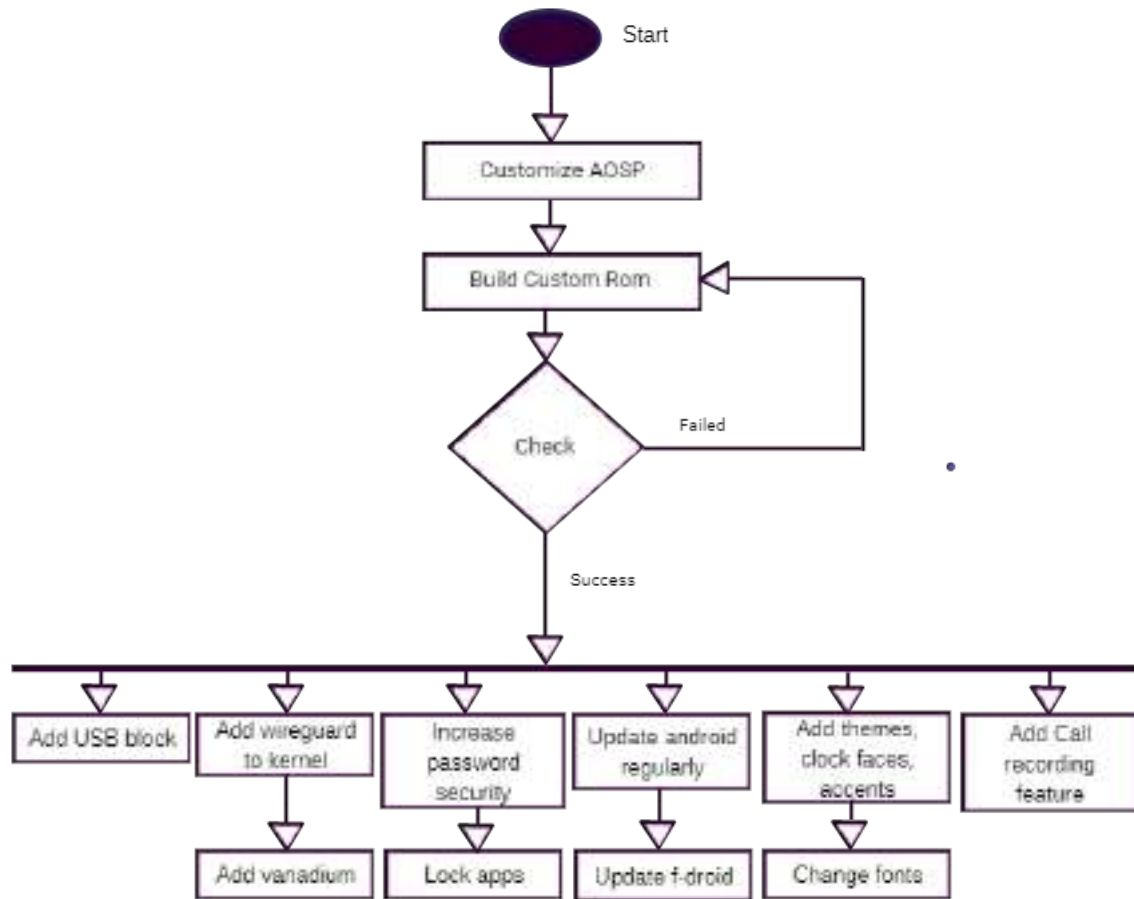 Start
Customize AOSP
Build Custom Rom
Check
Failed
Success
Add USB block
Add wireguard
to kernel
Increase
password
security
Update android
regularly
Add themes,
clock faces,
accents
Add Call
recording
feature
Add vanadium
Lock apps
Update f-droid
Change fonts